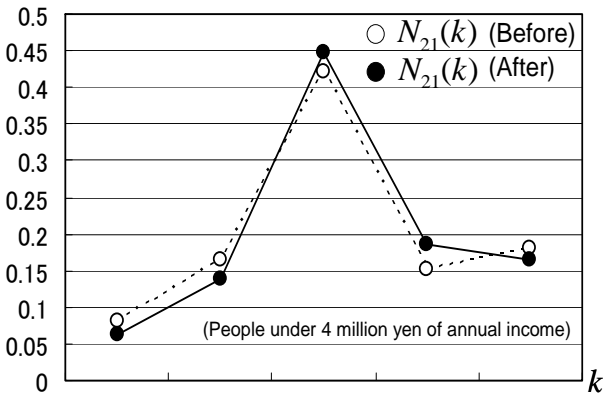 0.5
0.45
0.4
0.35
0.3
0.25
0.2
0.15
0.1
0.05
0
N₂₁(k) (Before)
N₂₁(k) (After)
(People under 4 million yen of annual income)
k